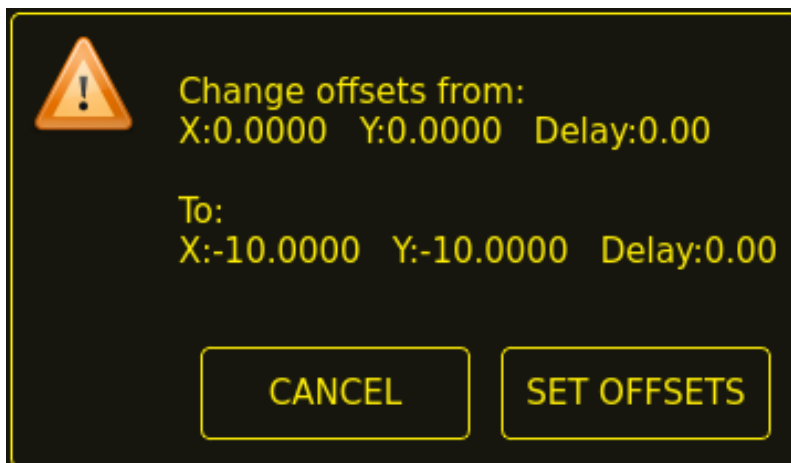 Change offsets from:
X:0.0000 Y:0.0000 Delay:0.00
To:
X:-10.0000 Y:-10.0000 Delay:0.00
CANCEL SET OFFSETS